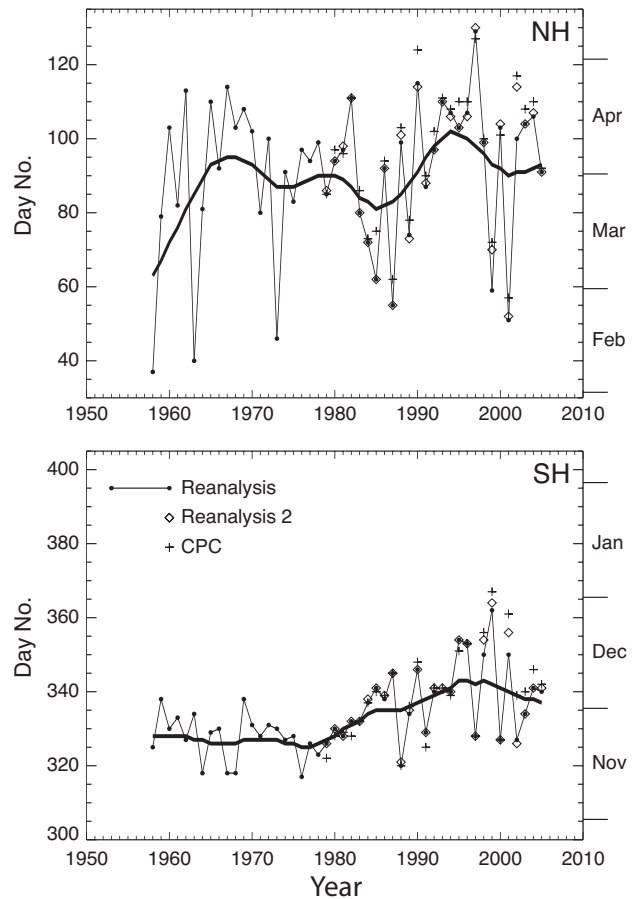 NH
120
100
80
60
40
Day No.
Apr
Mar
Feb
1950 1960 1970 1980 1990 2000 2010
SH
400
380
360
340
320
300
Day No.
Reanalysis
Reanalysis 2
CPC
Jan
Dec
Nov
1950 1960 1970 1980 1990 2000 2010
Year